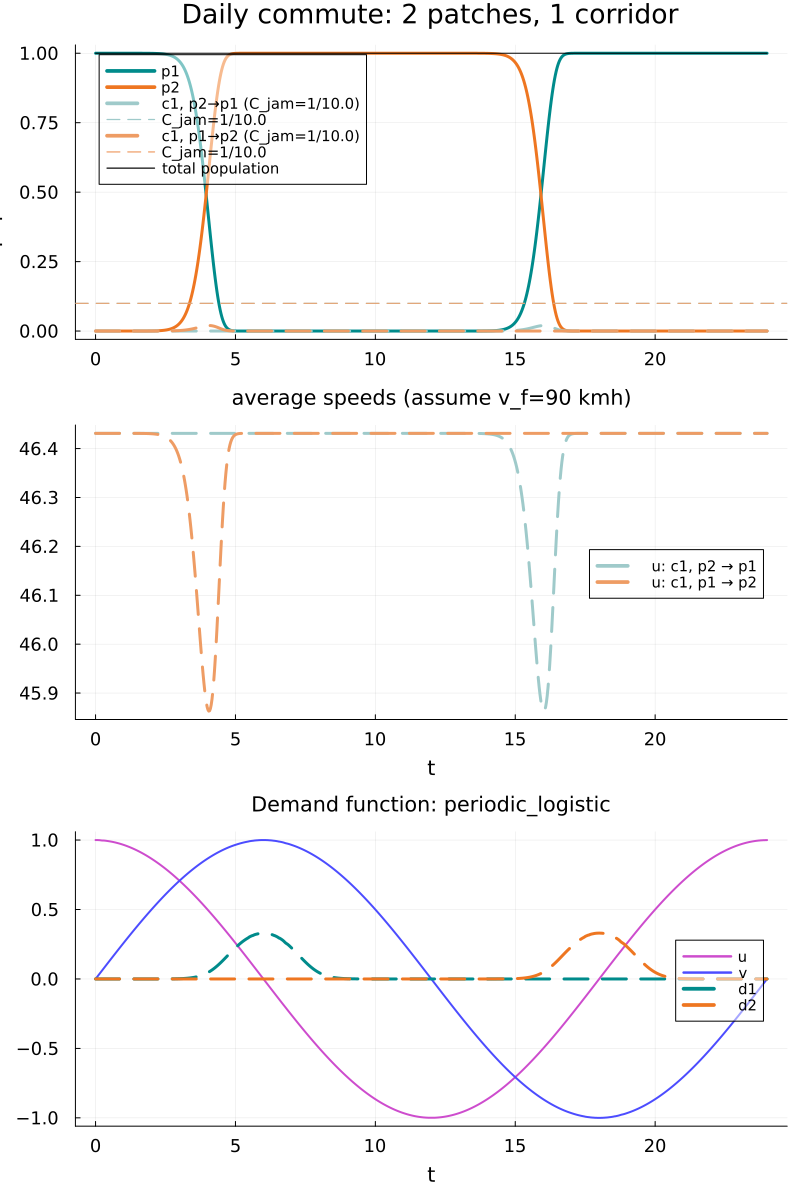 Daily commute: 2 patches, 1 corridor
1.00
0.75
0.50
0.25
0.00
p1
p2
c1, p2→p1 (C_jam=1/10.0)
C_jam=1/10.0
c1, p1→p2 (C_jam=1/10.0)
C_jam=1/10.0
total population
0 5 10 15 20
average speeds (assume v_f=90 kmh)
46.4
46.3
46.2
46.1
46.0
45.9
u: c1, p2 → p1
u: c1, p1 → p2
0 5 10 15 20
t
Demand function: periodic_logistic
1.0
0.5
0.0
−0.5
−1.0
u
v
d1
d2
0 5 10 15 20
t